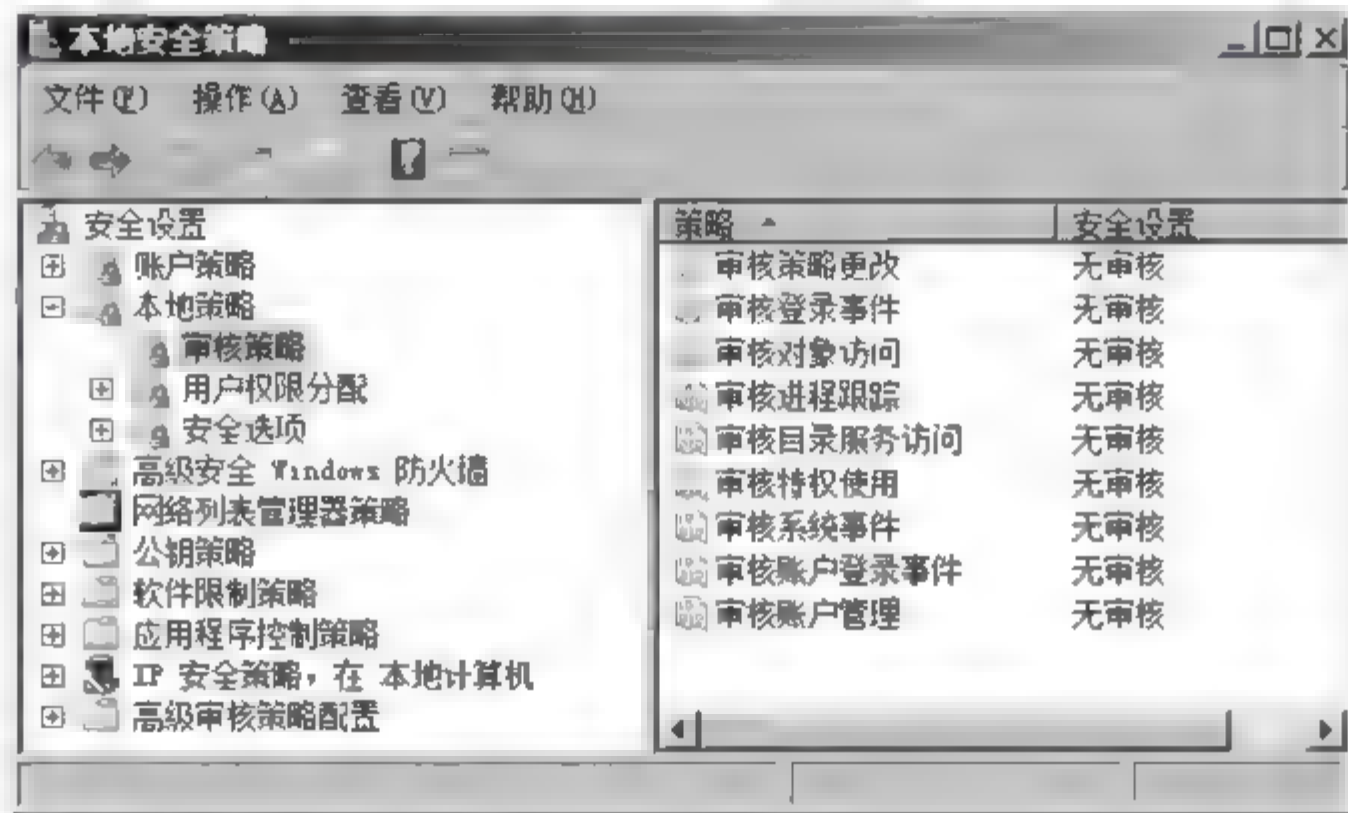 本地安全策略
文件(F) 操作(A) 查看(V) 帮助(H)
安全设置
账户策略
本地策略
审核策略
用户权限分配
安全选项
高级安全 Windows 防火墙
网络列表管理器策略
公钥策略
软件限制策略
应用程序控制策略
IP 安全策略，在 本地计算机
高级审核策略配置
策略 安全设置
审核策略更改 无审核
审核登录事件 无审核
审核对象访问 无审核
审核进程跟踪 无审核
审核目录服务访问 无审核
审核特权使用 无审核
审核系统事件 无审核
审核账户登录事件 无审核
审核账户管理 无审核